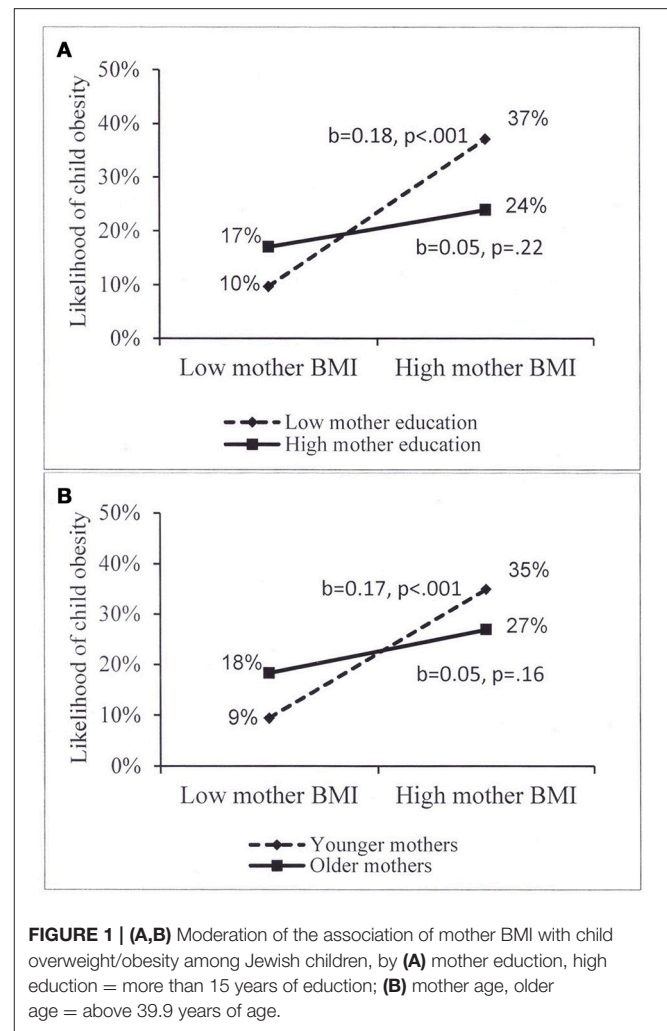 A
Likelihood of child obesity
50%
40%
30%
20%
10%
0%
b=0.18, p<.001
37%
17%
24%
10%
b=0.05, p=.22
Low mother BMI High mother BMI
Low mother education
High mother education
B
Likelihood of child obesity
50%
40%
30%
20%
10%
0%
35%
b=0.17, p<.001
27%
18%
b=0.05, p=.16
9%
Low mother BMI High mother BMI
Younger mothers
Older mothers
FIGURE 1 | (A,B) Moderation of the association of mother BMI with child
overweight/obesity among Jewish children, by (A) mother eduction, high
eduction = more than 15 years of eduction; (B) mother age, older
age = above 39.9 years of age.